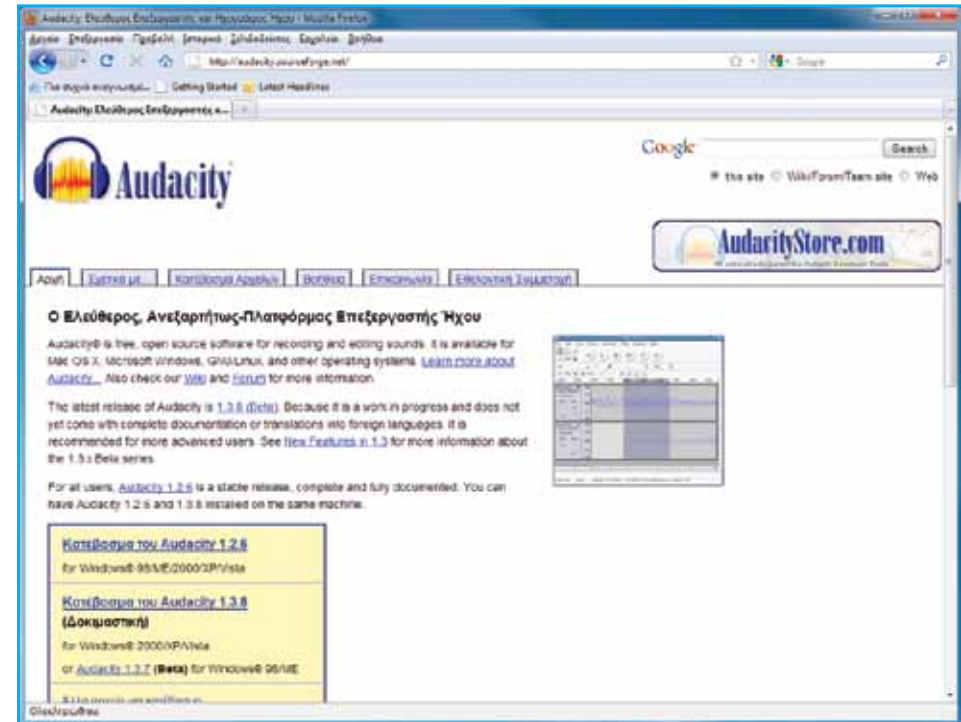 Audacity: Ελεύθερος Επεξεργαστής και Ηχογράφος Ήχου - Mozilla Firefox
Αρχείο Επεξεργασία Προβολή Ιστορικό Σελιδοδείκτες Εργαλεία Βοήθεια
http://audacity.sourceforge.net/
Google
Getting Started Latest Headlines
Audacity: Ελεύθερος Επεξεργαστής κ...
Audacity
Google Search
this site Wiki/Forum/Team site Web
AudacityStore.com
Αρχή Σχετικά με... Κατέβασμα Αρχείων Βοήθεια Επικοινωνία Εθελοντική Συμμετοχή
Ο Ελεύθερος, Ανεξαρτήτως-Πλατφόρμας Επεξεργαστής Ήχου
Audacity® is free, open source software for recording and editing sounds. It is available for
Mac OS X, Microsoft Windows, GNU/Linux, and other operating systems. Learn more about
Audacity... Also check our Wiki and Forum for more information.
The latest release of Audacity is 1.3.8 (Beta). Because it is a work in progress and does not
yet come with complete documentation or translations into foreign languages, it is
recommended for more advanced users. See New Features in 1.3 for more information about
the 1.3.x Beta series.
For all users, Audacity 1.2.6 is a stable release, complete and fully documented. You can
have Audacity 1.2.6 and 1.3.8 installed on the same machine.
Κατέβασμα του Audacity 1.2.6
for Windows® 98/ME/2000/XP/Vista
Κατέβασμα του Audacity 1.3.8
(Δοκιμαστική)
for Windows® 2000/XP/Vista
or Audacity 1.3.7 (Beta) for Windows® 98/ME
Ολοκληρώθηκε